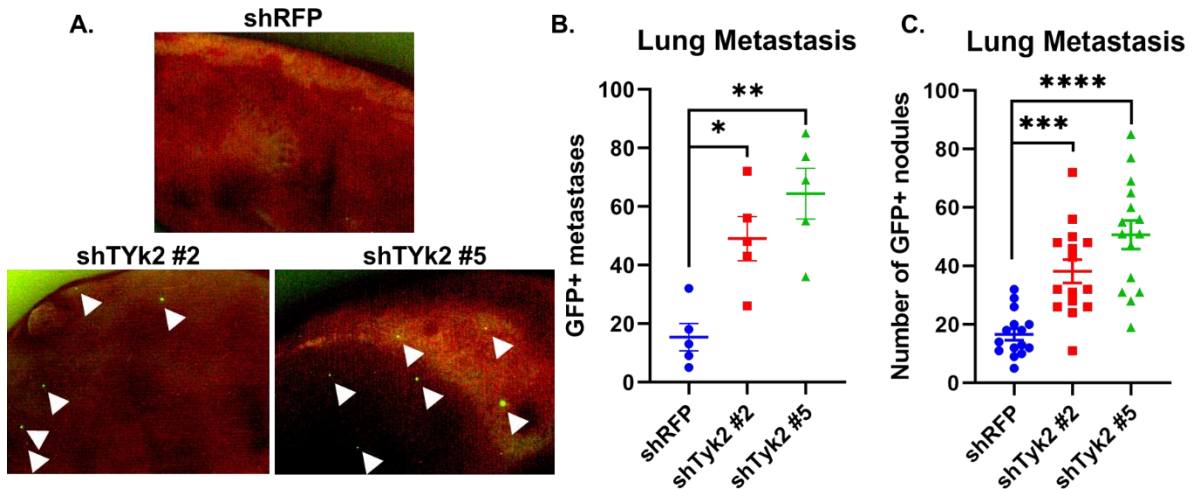 A.
shRFP
shTYk2 #2
shTYk2 #5
B.
Lung Metastasis
GFP+ metastases
100
80
60
40
20
0
**
*
shRFP
shTyk2 #2
shTyk2 #5
C.
Lung Metastasis
Number of GFP+ nodules
100
80
60
40
20
0
****
***
shRFP
shTyk2 #2
shTyk2 #5